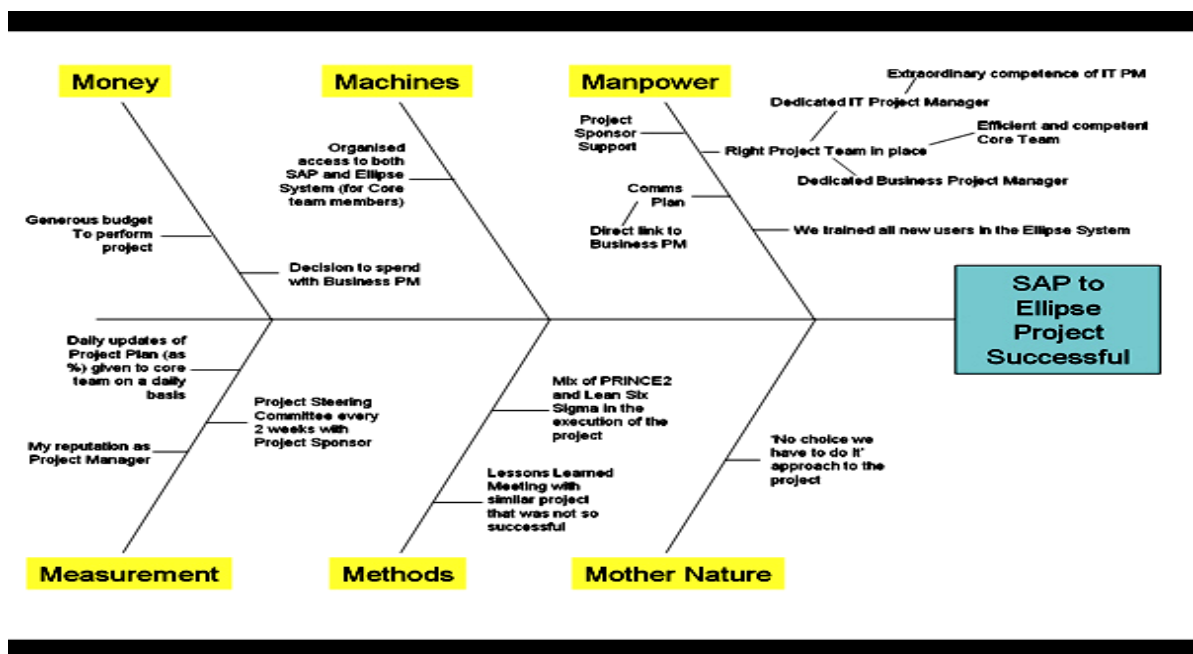 Money
Machines
Manpower
Extraordinary competence of IT PM
Dedicated IT Project Manager
Project
Sponsor
Support
Efficient and competent
Core Team
Right Project Team in place
Dedicated Business Project Manager
Organised
access to both
SAP and Ellipse
System (for Core
team members)
Comms
Plan
Direct link to
Business PM
We trained all new users in the Ellipse System
Generous budget
To perform
project
Decision to spend
with Business PM
SAP to
Ellipse
Project
Successful
Daily updates of
Project Plan (as
%) given to core
team on a daily
basis
Project Steering
Committee every
2 weeks with
Project Sponsor
My reputation as
Project Manager
Mix of PRINCE2
and Lean Six
Sigma in the
execution of the
project
Lessons Learned
Meeting with
similar project
that was not so
successful
'No choice we
have to do it'
approach to the
project
Measurement
Methods
Mother Nature